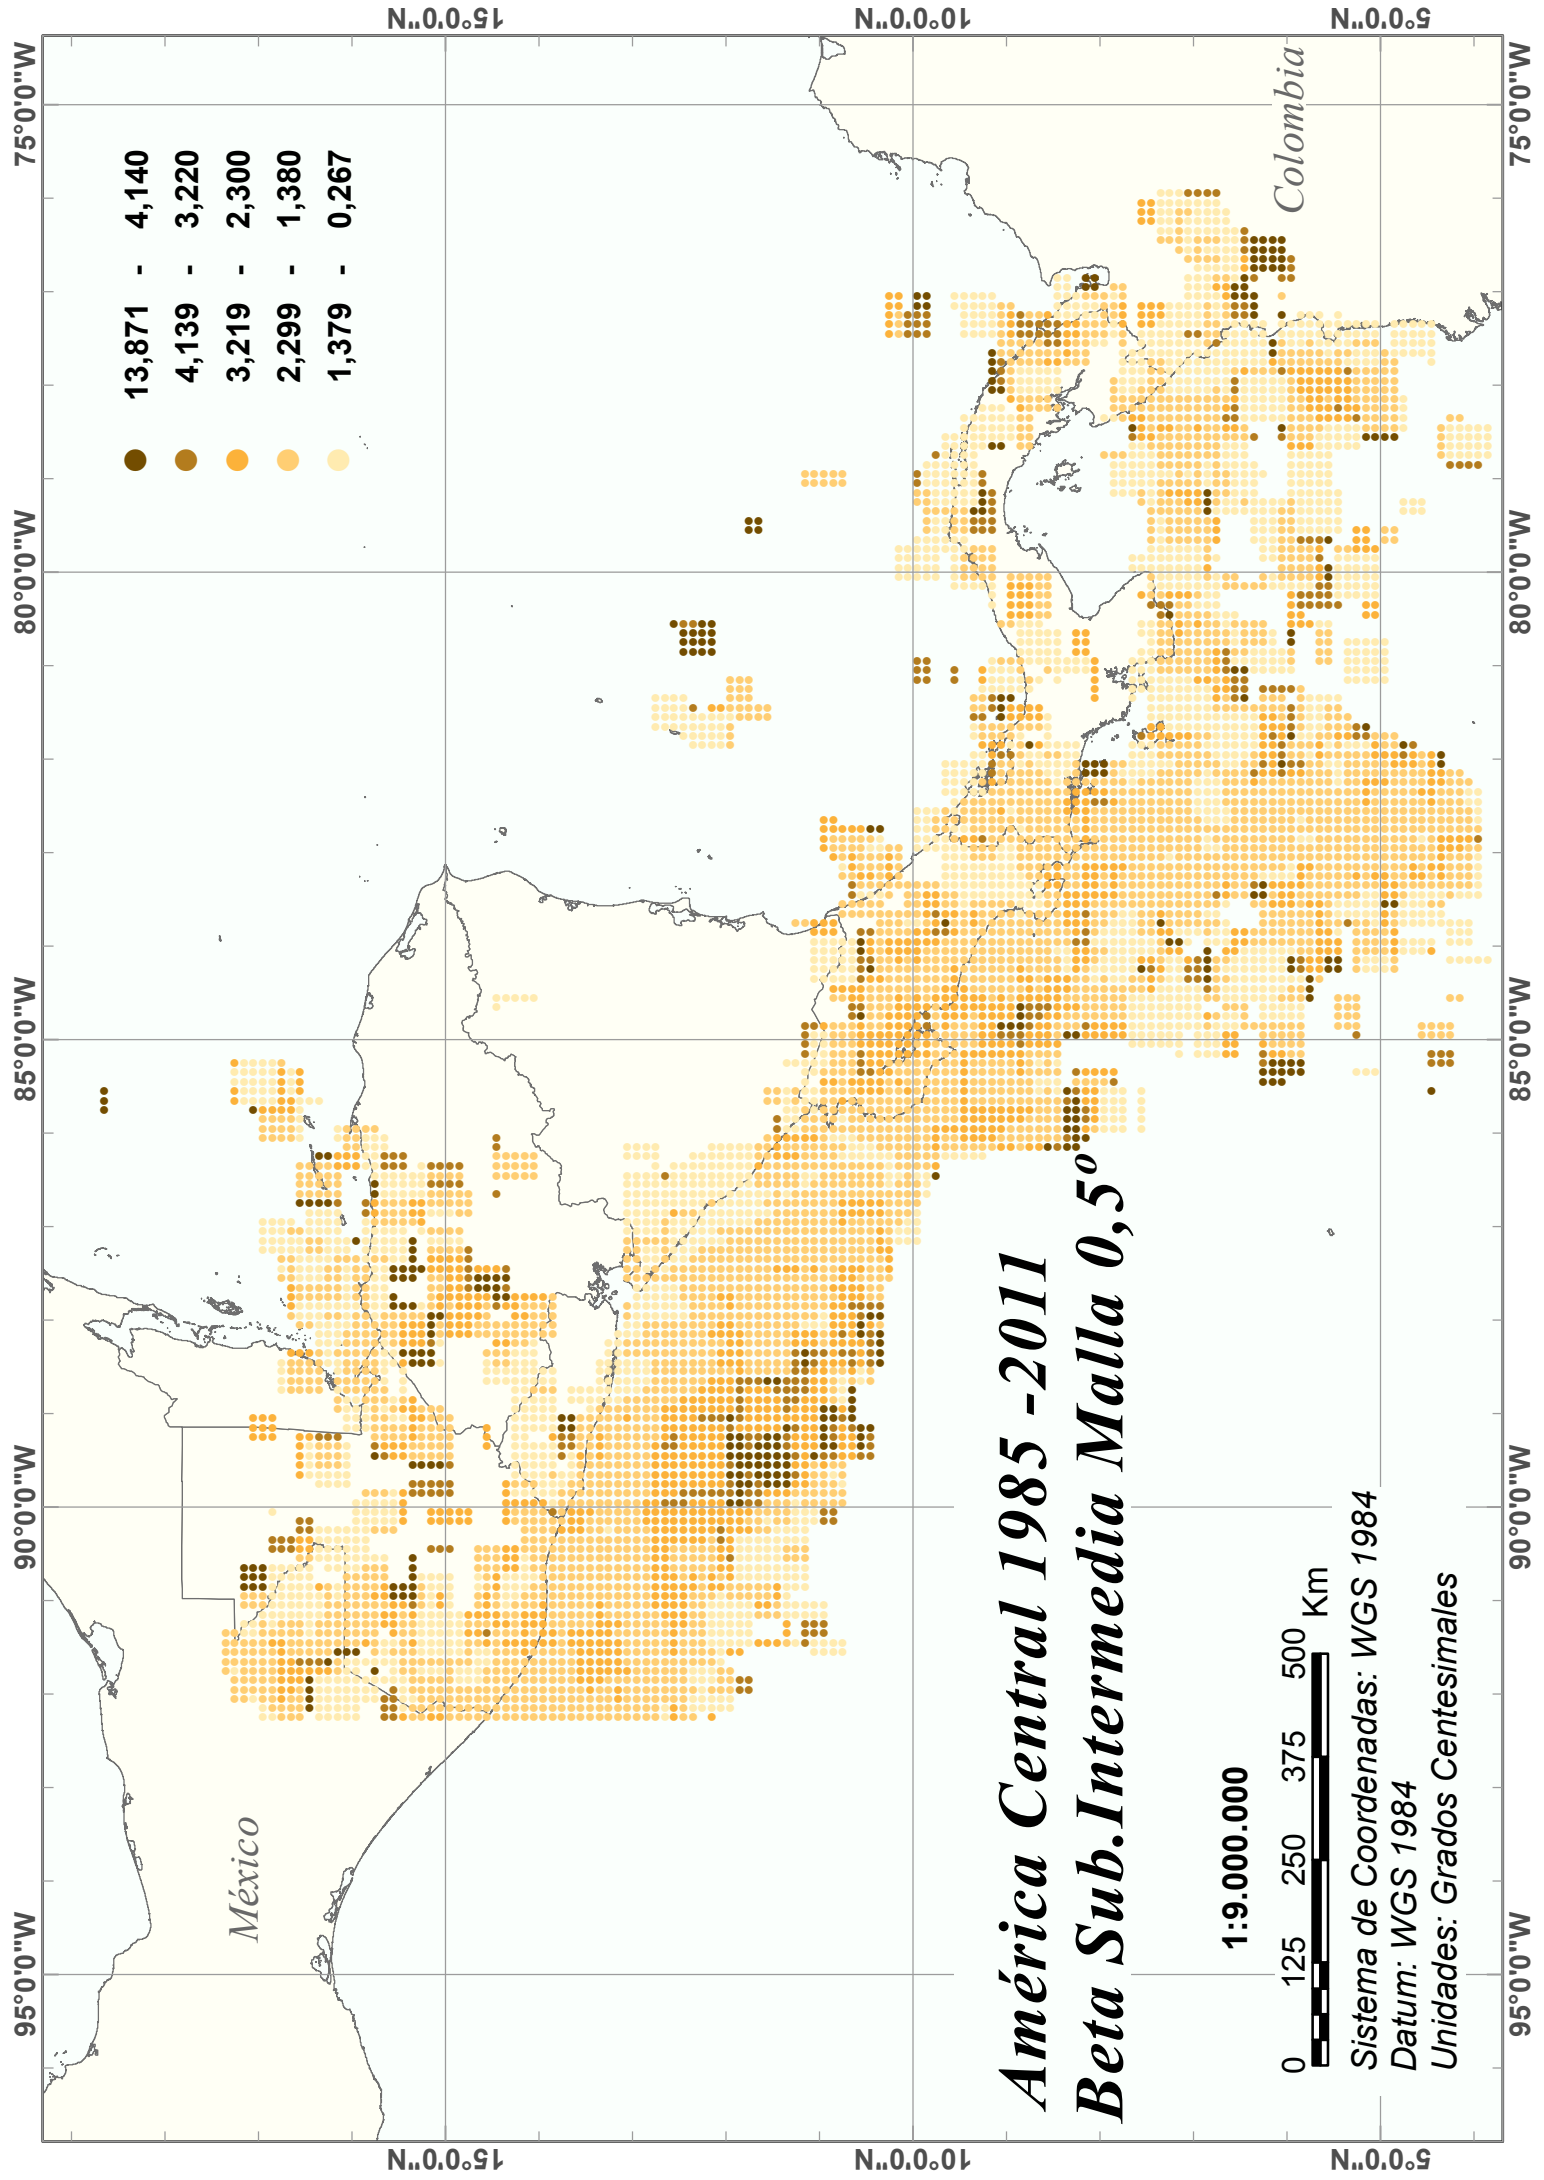 95°0'0"W
90°0'0"W
85°0'0"W
80°0'0"W
75°0'0"W
13,871 - 4,140
4,139 - 3,220
3,219 - 2,300
2,299 - 1,380
1,379 - 0,267
México
15°0'0"N
15°0'0"N
10°0'0"N
10°0'0"N
América Central 1985 -2011
Beta Sub.Intermedia Malla 0,5º
1:9.000.000
0 125 250 375 500
Km
Colombia
Sistema de Coordenadas: WGS 1984
Datum: WGS 1984
Unidades: Grados Centesimales
5°0'0"N
5°0'0"N
95°0'0"W
90°0'0"W
85°0'0"W
80°0'0"W
75°0'0"W